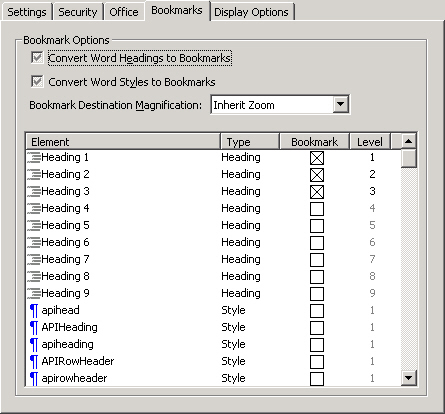 Settings Security Office Bookmarks Display Options
Bookmark Options
Convert Word Headings to Bookmarks
Convert Word Styles to Bookmarks
Bookmark Destination Magnification: Inherit Zoom
Element Type Bookmark Level
Heading 1 Heading 1
Heading 2 Heading 2
Heading 3 Heading 3
Heading 4 Heading 4
Heading 5 Heading 5
Heading 6 Heading 6
Heading 7 Heading 7
Heading 8 Heading 8
Heading 9 Heading 9
¶ apihead Style 1
¶ APIHeading Style 1
¶ apiheading Style 1
¶ APIRowHeader Style 1
¶ apirowheader Style 1